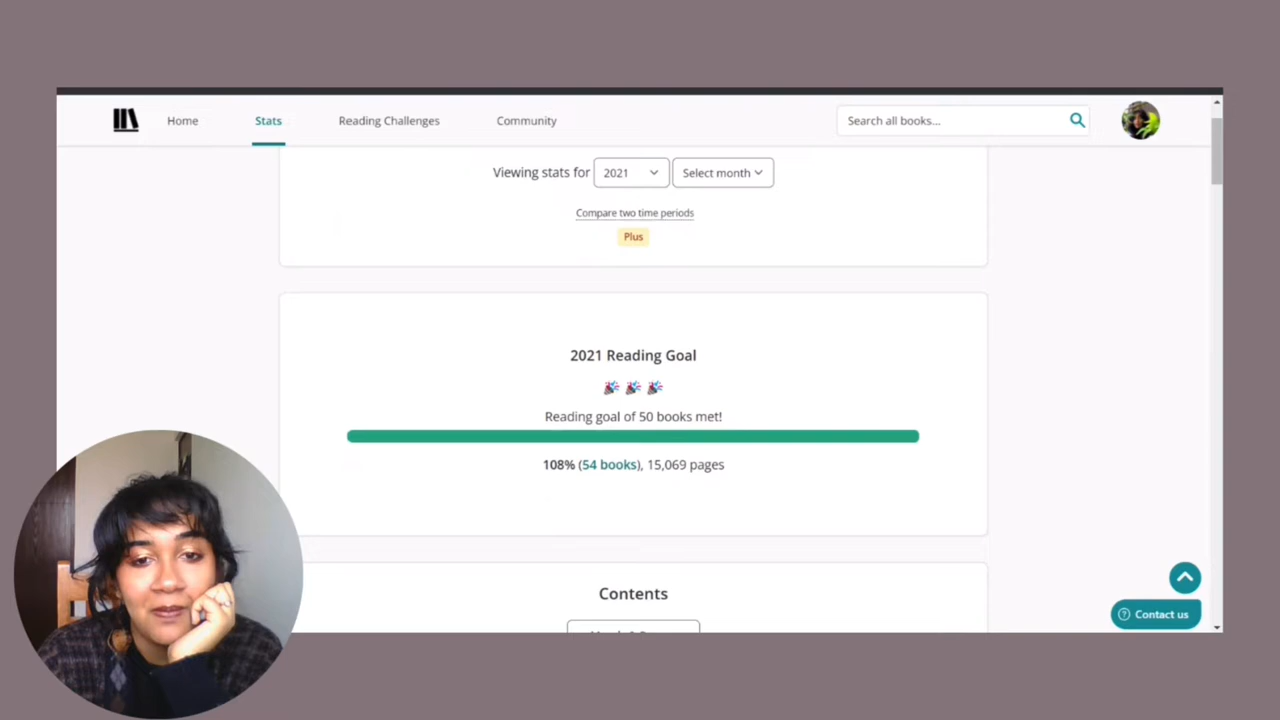 Home Stats Reading Challenges Community Search all books...
Viewing stats for 2021 Select month
Compare two time periods
Plus
2021 Reading Goal
Reading goal of 50 books met!
108% (54 books), 15,069 pages
Contents
Contact us